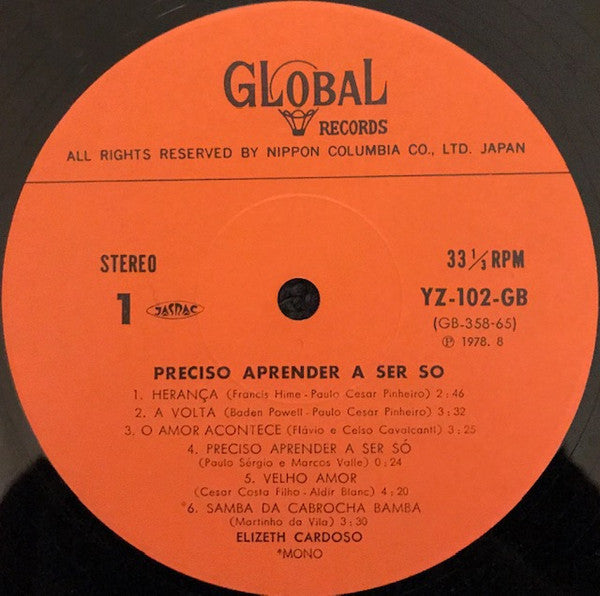 GLOBAL
RECORDS
ALL RIGHTS RESERVED BY NIPPON COLUMBIA CO., LTD. JAPAN
STEREO
33 1/3 RPM
1
JASRAC
YZ-102-GB
(GB-358-65)
Ⓟ 1978. 8
PRECISO APRENDER A SER SO
1. HERANÇA (Francis Hime - Paulo Cesar Pinheiro) 2:46
2. A VOLTA (Baden Powell - Paulo Cesar Pinheiro) 3:32
3. O AMOR ACONTECE (Flávio e Celso Cavalcanti) 3:25
4. PRECISO APRENDER A SER SÓ
(Paulo Sérgio e Marcos Valle) 0:24
5. VELHO AMOR
(Cesar Costa Filho - Aldir Blanc) 4:20
*6. SAMBA DA CABROCHA BAMBA
(Martinho da Vila) 3:30
ELIZETH CARDOSO
*MONO